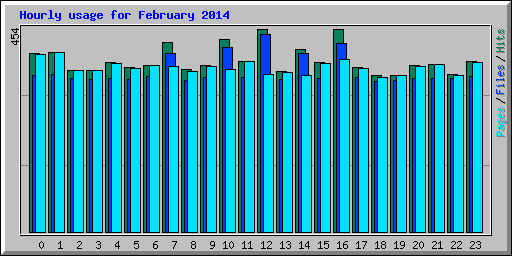 Hourly usage for February 2014
454
Pages/Files/Hits
0 1 2 3 4 5 6 7 8 9 10 11 12 13 14 15 16 17 18 19 20 21 22 23